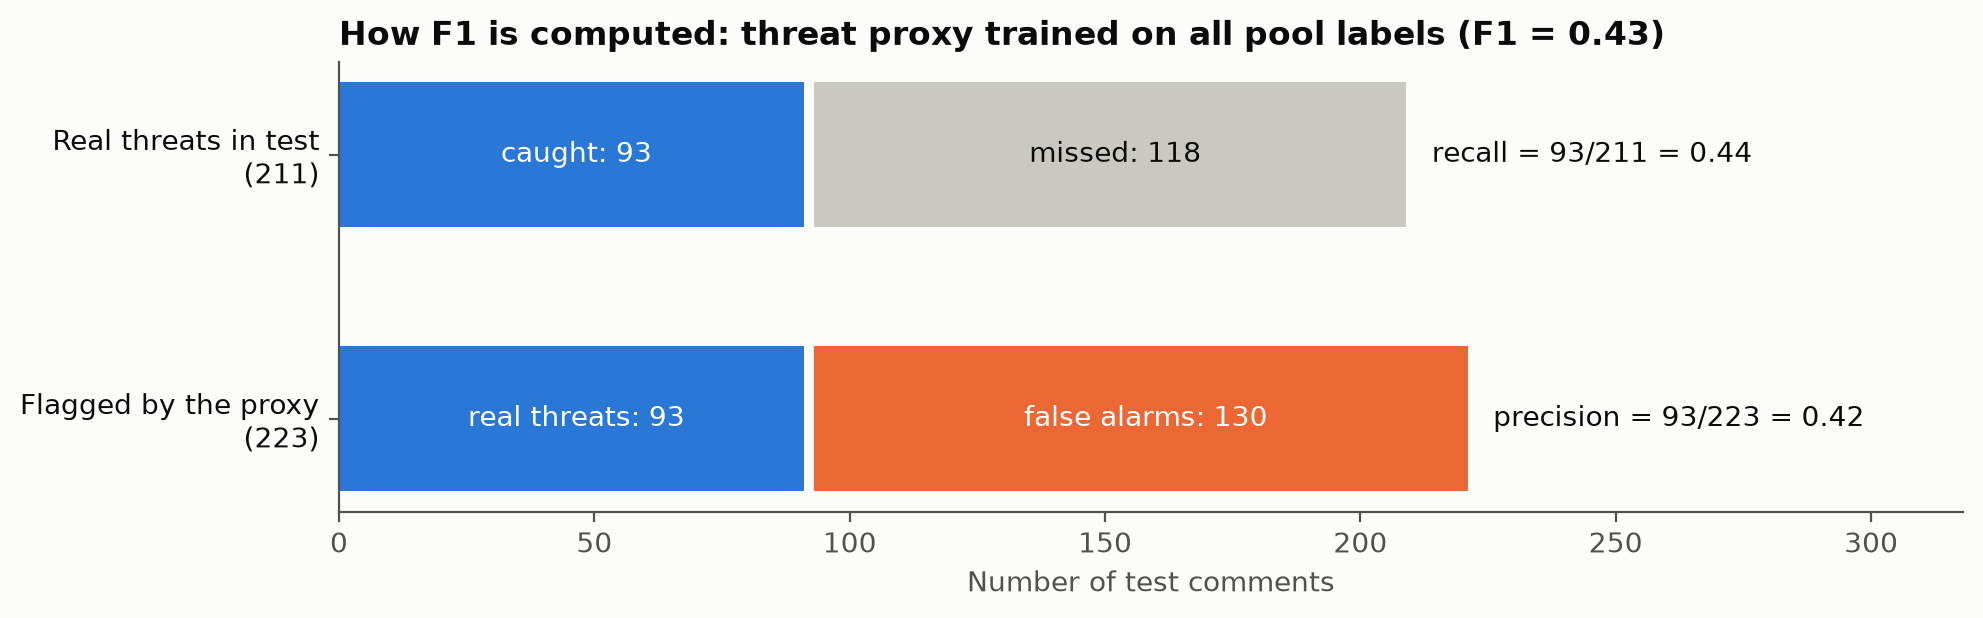 How F1 is computed: threat proxy trained on all pool labels (F1 = 0.43)
Real threats in test
(211)
caught: 93
missed: 118
recall = 93/211 = 0.44
Flagged by the proxy
(223)
real threats: 93
false alarms: 130
precision = 93/223 = 0.42
0
50
100
150
200
250
300
Number of test comments